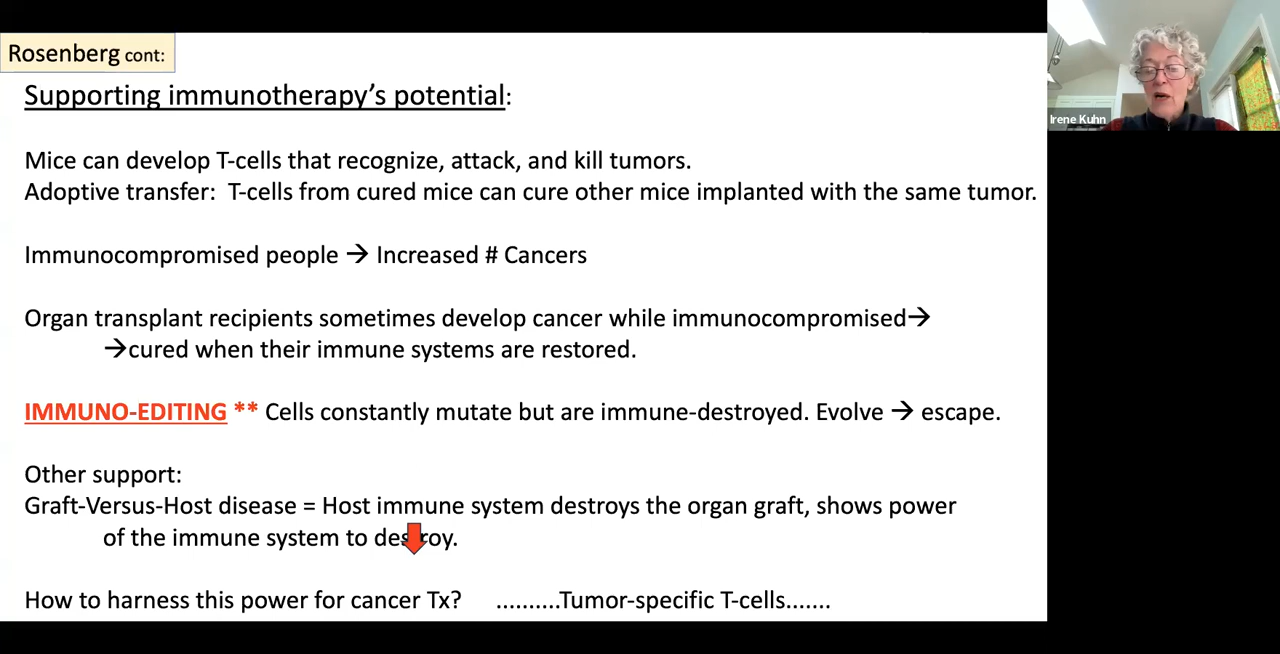 Rosenberg cont:
Supporting immunotherapy's potential:
Mice can develop T-cells that recognize, attack, and kill tumors.
Adoptive transfer: T-cells from cured mice can cure other mice implanted with the same tumor.
Immunocompromised people → Increased # Cancers
Organ transplant recipients sometimes develop cancer while immunocompromised→
→cured when their immune systems are restored.
IMMUNO-EDITING ** Cells constantly mutate but are immune-destroyed. Evolve → escape.
Other support:
Graft-Versus-Host disease = Host immune system destroys the organ graft, shows power
of the immune system to destroy.
How to harness this power for cancer Tx? ..........Tumor-specific T-cells.......
Irene Kuhn